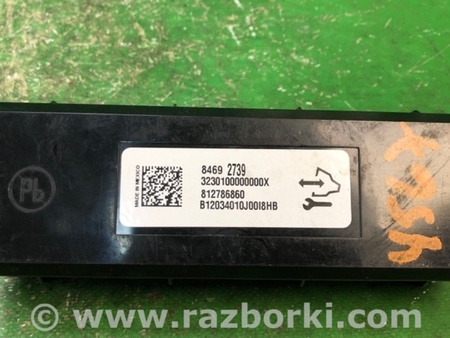 MADE IN MEXICO
8469 2739
3230100000000X
812786860
B12034010J00I8HB
Pb
www.razborki.com